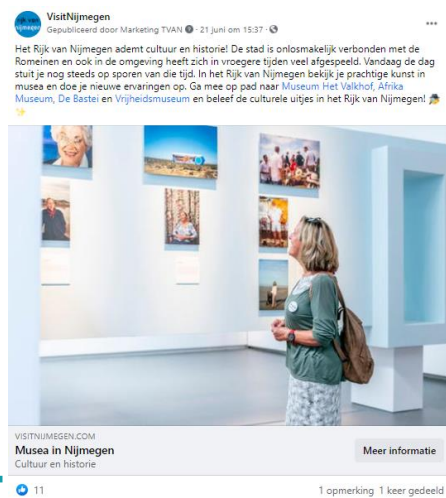 VisitNijmegen
Gepubliceerd door Marketing TVAN · 21 juni om 15:37 ·
Het Rijk van Nijmegen ademt cultuur en historie! De stad is onlosmakelijk verbonden met de
Romeinen en ook in de omgeving heeft zich in vroegere tijden veel afgespeeld. Vandaag de dag
stuit je nog steeds op sporen van die tijd. In het Rijk van Nijmegen bekijk je prachtige kunst in
musea en doe je nieuwe ervaringen op. Ga mee op pad naar Museum Het Valkhof, Afrika
Museum, De Bastei en Vrijheidsmuseum en beleef de culturele uitjes in het Rijk van Nijmegen!
VISITNIJMEGEN.COM
Musea in Nijmegen
Cultuur en historie
Meer informatie
11
1 opmerking 1 keer gedeeld